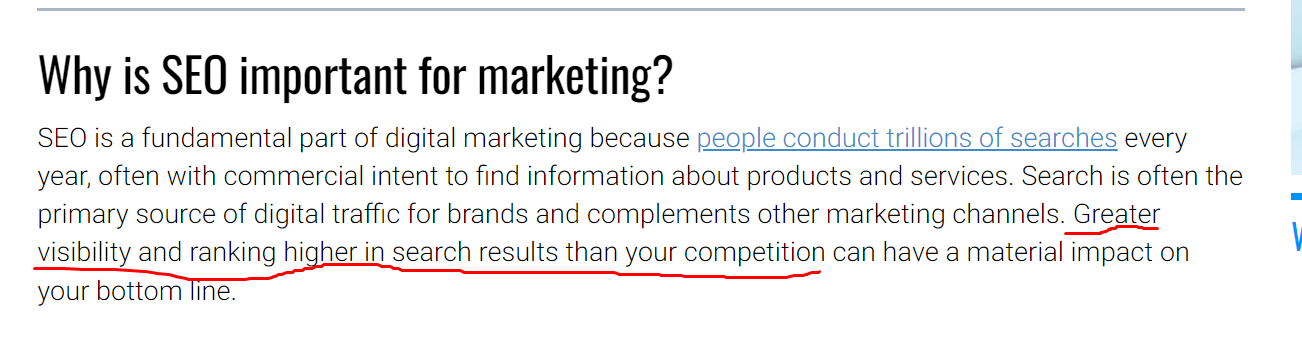 Why is SEO important for marketing?
SEO is a fundamental part of digital marketing because people conduct trillions of searches every
year, often with commercial intent to find information about products and services. Search is often the
primary source of digital traffic for brands and complements other marketing channels. Greater
visibility and ranking higher in search results than your competition can have a material impact on
your bottom line.